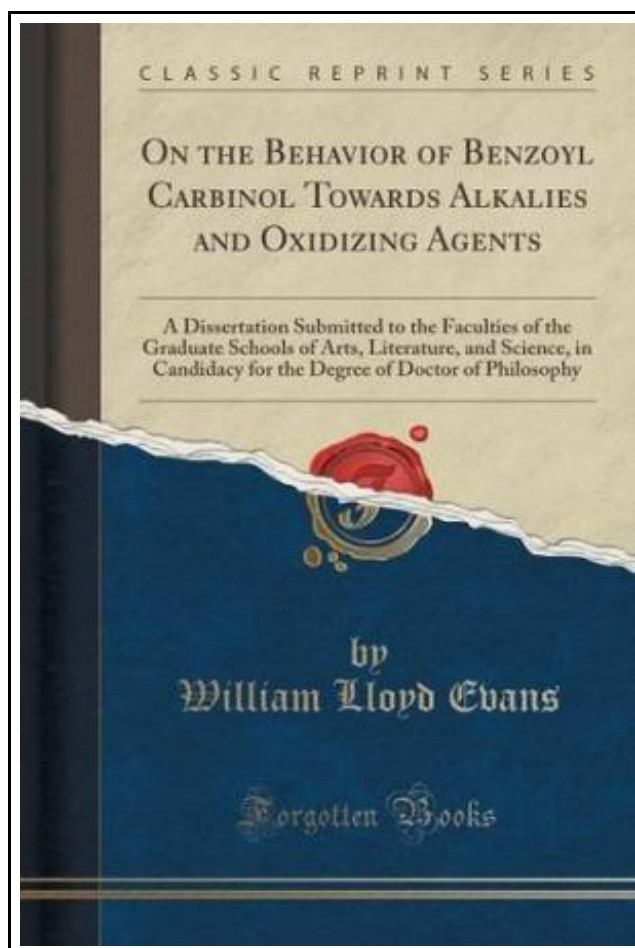 CLASSIC REPRINT SERIES
ON THE BEHAVIOR OF BENZOYL
CARBINOL TOWARDS ALKALIES
AND OXIDIZING AGENTS
A Dissertation Submitted to the Faculties of the
Graduate Schools of Arts, Literature, and Science, in
Candidacy for the Degree of Doctor of Philosophy
by
William Lloyd Evans
Forgotten Books